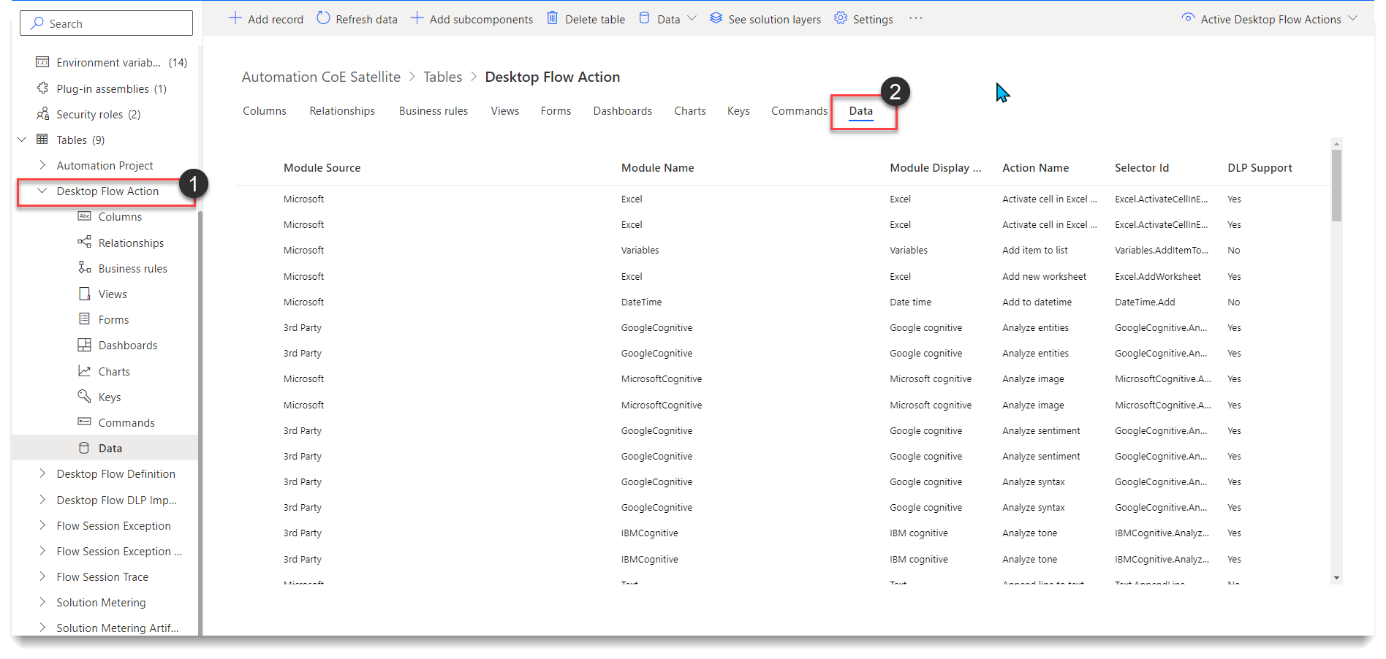 Search
Add record
Refresh data
Add subcomponents
Delete table
Data
See solution layers
Settings
...
Active Desktop Flow Actions
Environment variab... (14)
Plug-in assemblies (1)
Security roles (2)
Tables (9)
Automation Project
Desktop Flow Action
1
Abc Columns
Relationships
Business rules
Views
Forms
Dashboards
Charts
Keys
Commands
Data
Desktop Flow Definition
Desktop Flow DLP Imp...
Flow Session Exception
Flow Session Exception ...
Flow Session Trace
Solution Metering
Solution Metering Artif...
Automation CoE Satellite > Tables > Desktop Flow Action
Columns Relationships Business rules Views Forms Dashboards Charts Keys Commands Data
2
Module Source Module Name Module Display ... Action Name Selector Id DLP Support
Microsoft Excel Excel Activate cell in Excel ... Excel.ActivateCellInE... Yes
Microsoft Excel Excel Activate cell in Excel ... Excel.ActivateCellInE... Yes
Microsoft Variables Variables Add item to list Variables.AddItemTo... No
Microsoft Excel Excel Add new worksheet Excel.AddWorksheet Yes
Microsoft DateTime Date time Add to datetime DateTime.Add No
3rd Party GoogleCognitive Google cognitive Analyze entities GoogleCognitive.An... Yes
3rd Party GoogleCognitive Google cognitive Analyze entities GoogleCognitive.An... Yes
Microsoft MicrosoftCognitive Microsoft cognitive Analyze image MicrosoftCognitive.A... Yes
Microsoft MicrosoftCognitive Microsoft cognitive Analyze image MicrosoftCognitive.A... Yes
3rd Party GoogleCognitive Google cognitive Analyze sentiment GoogleCognitive.An... Yes
3rd Party GoogleCognitive Google cognitive Analyze sentiment GoogleCognitive.An... Yes
3rd Party GoogleCognitive Google cognitive Analyze syntax GoogleCognitive.An... Yes
3rd Party GoogleCognitive Google cognitive Analyze syntax GoogleCognitive.An... Yes
3rd Party IBMCognitive IBM cognitive Analyze tone IBMCognitive.Analyz... Yes
3rd Party IBMCognitive IBM cognitive Analyze tone IBMCognitive.Analyz... Yes
Microsoft Text Text Append line to text Text.AppendLine No